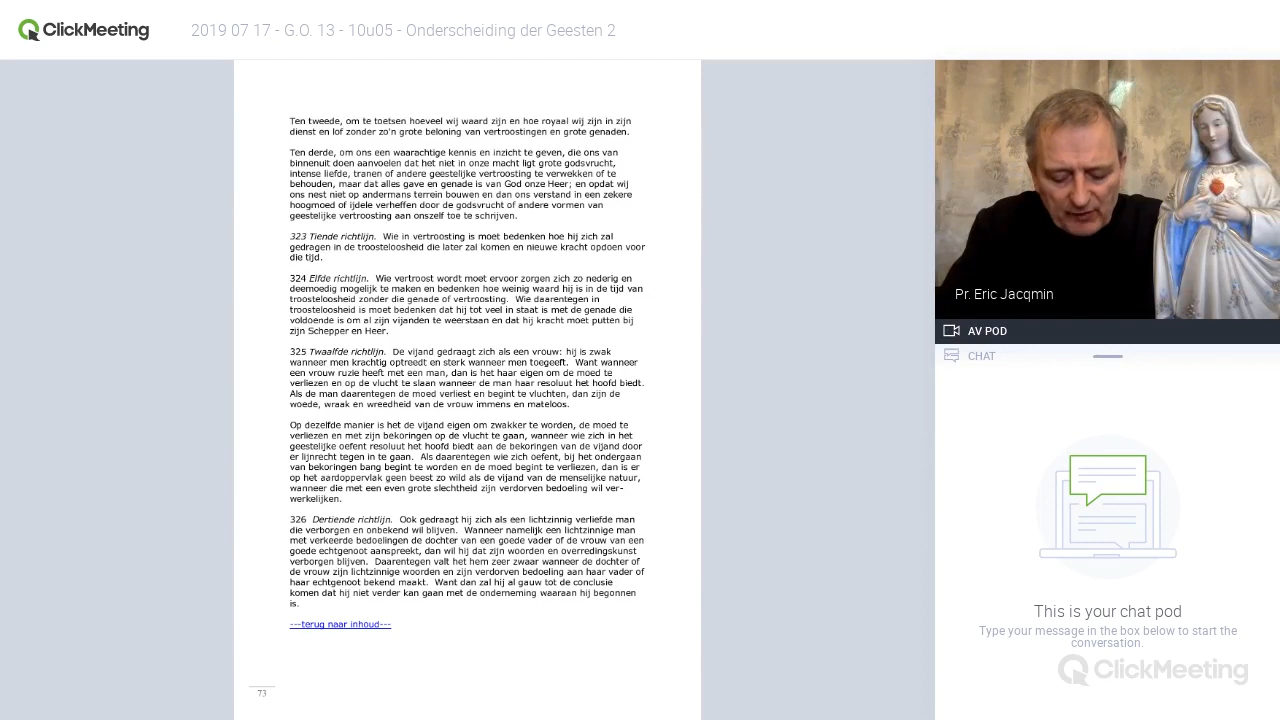 ClickMeeting
2019 07 17 - G.O. 13 - 10u05 - Onderscheiding der Geesten 2
Ten tweede, om te toetsen hoeveel wij waard zijn en hoe royaal wij zijn in zijn
dienst en lof zonder zo'n grote beloning van vertroostingen en grote genaden.
Ten derde, om ons een waarachtige kennis en inzicht te geven, die ons van
binnenuit doen aanvoelen dat het niet in onze macht ligt grote godsvrucht,
intense liefde, tranen of andere geestelijke vertroosting te verwekken of te
behouden, maar dat alles gave en genade is van God onze Heer; en opdat wij
ons nest niet op andermans terrein bouwen en dan ons verstand in een zekere
hoogmoed of ijdele verheffen door de godsvrucht of andere vormen van
geestelijke vertroosting aan onszelf toe te schrijven.
323 Tiende richtlijn. Wie in vertroosting is moet bedenken hoe hij zich zal
gedragen in de troosteloosheid die later zal komen en nieuwe kracht opdoen voor
die tijd.
324 Elfde richtlijn. Wie vertroost wordt moet ervoor zorgen zich zo nederig en
deemoedig mogelijk te maken en bedenken hoe weinig waard hij is in de tijd van
troosteloosheid zonder die genade of vertroosting. Wie daarentegen in
troosteloosheid is moet bedenken dat hij tot veel in staat is met de genade die
voldoende is om al zijn vijanden te weerstaan en dat hij kracht moet putten bij
zijn Schepper en Heer.
325 Twaalfde richtlijn. De vijand gedraagt zich als een vrouw: hij is zwak
wanneer men krachtig optreedt en sterk wanneer men toegeeft. Want wanneer
een vrouw ruzie heeft met een man, dan is het haar eigen om de moed te
verliezen en op de vlucht te slaan wanneer de man haar resoluut het hoofd biedt.
Als de man daarentegen de moed verliest en begint te vluchten, dan zijn de
woede, wraak en wreedheid van de vrouw immens en mateloos.
Op dezelfde manier is het de vijand eigen om zwakker te worden, de moed te
verliezen en met zijn bekoringen op de vlucht te gaan, wanneer wie zich in het
geestelijke oefent resoluut het hoofd biedt aan de bekoringen van de vijand door
er lijnrecht tegen in te gaan. Als daarentegen wie zich oefent, bij het ondergaan
van bekoringen bang begint te worden en de moed begint te verliezen, dan is er
op het aardoppervlak geen beest zo wild als de vijand van de menselijke natuur,
wanneer die met een even grote slechtheid zijn verdorven bedoeling wil ver-
werkelijken.
326 Dertiende richtlijn. Ook gedraagt hij zich als een lichtzinnig verliefde man
die verborgen en onbekend wil blijven. Wanneer namelijk een lichtzinnige man
met verkeerde bedoelingen de dochter van een goede vader of de vrouw van een
goede echtgenoot aanspreekt, dan wil hij dat zijn woorden en overredingskunst
verborgen blijven. Daarentegen valt het hem zeer zwaar wanneer de dochter of
de vrouw zijn lichtzinnige woorden en zijn verdorven bedoeling aan haar vader of
haar echtgenoot bekend maakt. Want dan zal hij al gauw tot de conclusie
komen dat hij niet verder kan gaan met de onderneming waaraan hij begonnen
is.
---terug naar inhoud---
73
Pr. Eric Jacqmin
AV POD
CHAT
This is your chat pod
Type your message in the box below to start the
conversation.
ClickMeeting